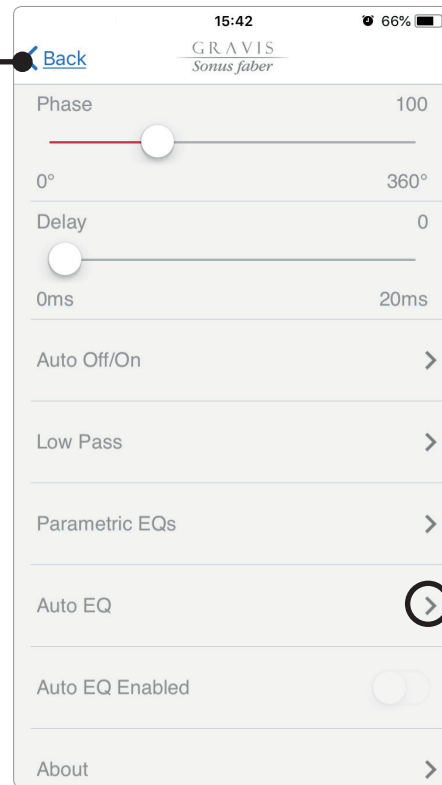 15:42 66%
Back GRAVIS
Sonus faber
Phase 100
0° 360°
Delay 0
0ms 20ms
Auto Off/On
Low Pass
Parametric EQs
Auto EQ
Auto EQ Enabled
About